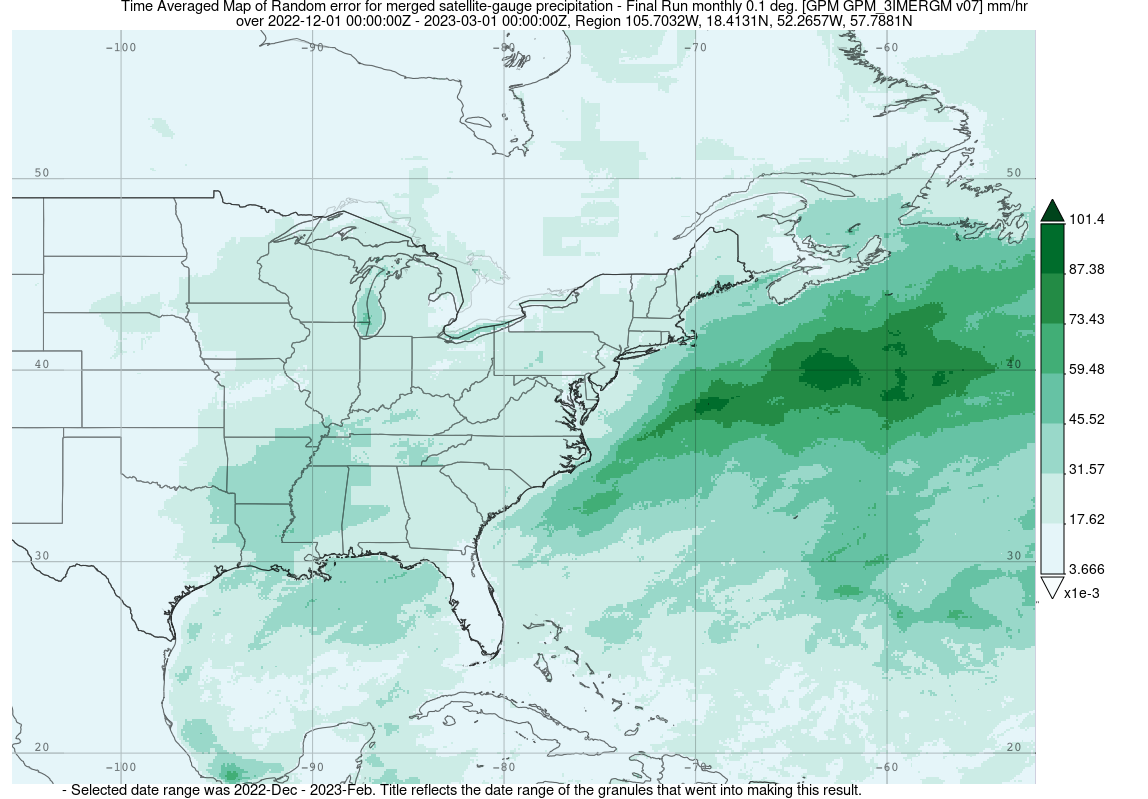 Time Averaged Map of Random error for merged satellite-gauge precipitation - Final Run monthly 0.1 deg. [GPM GPM_3IMERGM v07] mm/hr
over 2022-12-01 00:00:00Z - 2023-03-01 00:00:00Z, Region 105.7032W, 18.4131N, 52.2657W, 57.7881N
-100 -90 -80 -70 -60
50 50
40 40
30 30
20 20
-100 -90 -80 -70 -60
101.4
87.38
73.43
59.48
45.52
31.57
17.62
3.666
x1e-3
- Selected date range was 2022-Dec - 2023-Feb. Title reflects the date range of the granules that went into making this result.